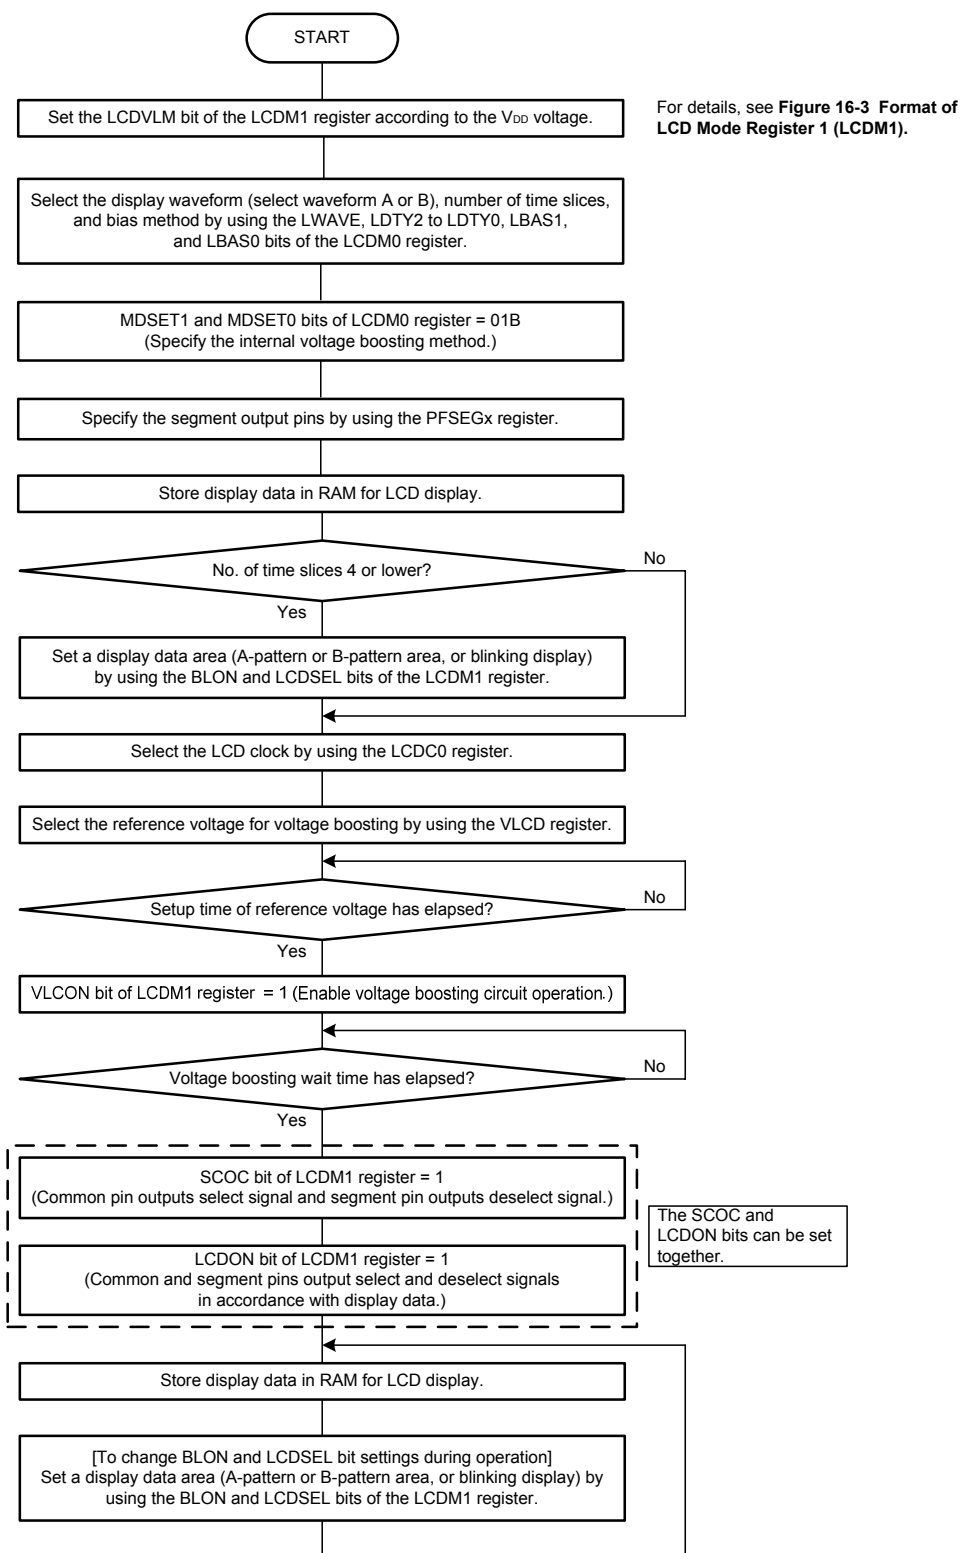 START
Set the LCDVLM bit of the LCDM1 register according to the VDD voltage.
For details, see Figure 16-3 Format of
LCD Mode Register 1 (LCDM1).
Select the display waveform (select waveform A or B), number of time slices,
and bias method by using the LWAVE, LDTY2 to LDTY0, LBAS1,
and LBAS0 bits of the LCDM0 register.
MDSET1 and MDSET0 bits of LCDM0 register = 01B
(Specify the internal voltage boosting method.)
Specify the segment output pins by using the PFSEGx register.
Store display data in RAM for LCD display.
No. of time slices 4 or lower?
No
Yes
Set a display data area (A-pattern or B-pattern area, or blinking display)
by using the BLON and LCDSEL bits of the LCDM1 register.
Select the LCD clock by using the LCDC0 register.
Select the reference voltage for voltage boosting by using the VLCD register.
Setup time of reference voltage has elapsed?
No
Yes
VLCON bit of LCDM1 register = 1 (Enable voltage boosting circuit operation.)
Voltage boosting wait time has elapsed?
No
Yes
SCOC bit of LCDM1 register = 1
(Common pin outputs select signal and segment pin outputs deselect signal.)
The SCOC and
LCDON bits can be set
together.
LCDON bit of LCDM1 register = 1
(Common and segment pins output select and deselect signals
in accordance with display data.)
Store display data in RAM for LCD display.
[To change BLON and LCDSEL bit settings during operation]
Set a display data area (A-pattern or B-pattern area, or blinking display) by
using the BLON and LCDSEL bits of the LCDM1 register.